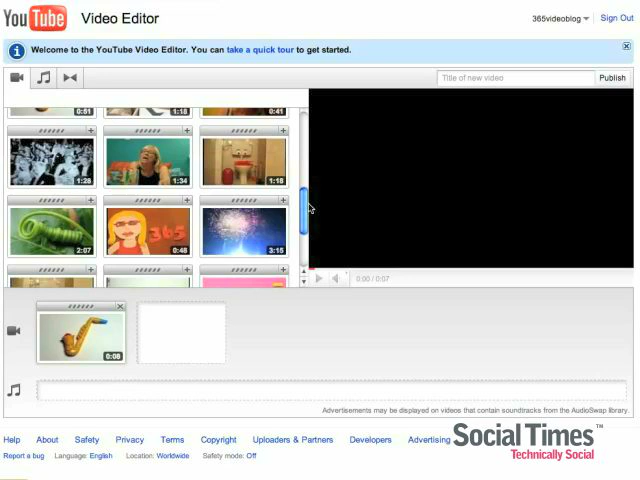 YouTube Video Editor
365videoblog Sign Out
Welcome to the YouTube Video Editor. You can take a quick tour to get started.
Title of new video Publish
0:51 1:18 0:41
1:28 1:34 1:18
2:07 365 0:48 3:15
0:00 / 0:07
0:08
Advertisements may be displayed on videos that contain soundtracks from the AudioSwap library.
Help About Safety Privacy Terms Copyright Uploaders & Partners Developers Advertising
Report a bug Language: English Location: Worldwide Safety mode: Off
Social Times™
Technically Social